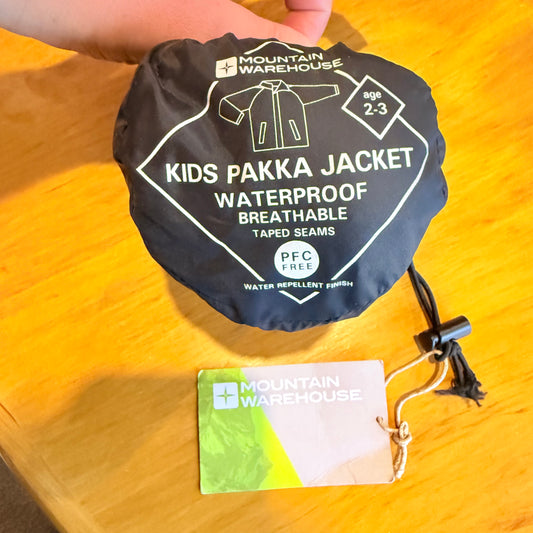 MOUNTAIN
WAREHOUSE
age
2-3
KIDS PAKKA JACKET
WATERPROOF
BREATHABLE
TAPED SEAMS
PFC
FREE
WATER REPELLENT FINISH
MOUNTAIN
WAREHOUSE